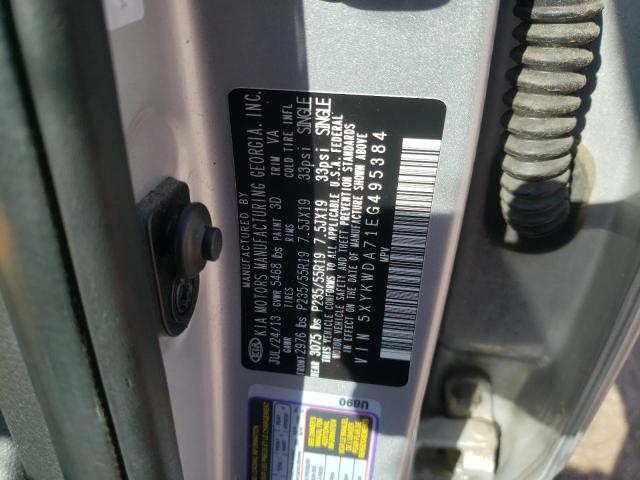 MANUFACTURED BY
KIA KIA MOTORS MANUFACTURING GEORGIA, INC.
JUL/24/13 GVWR 5468 lbs PAINT 3D TRIM VA
GAWR TIRES RIMS COLD TIRE INFL
FRONT 2976 lbs P235/55R19 7.5JX19 33psi SINGLE
REAR 3075 lbs P235/55R19 7.5JX19 33psi SINGLE
THIS VEHICLE CONFORMS TO ALL APPLICABLE U.S.A. FEDERAL
MOTOR VEHICLE SAFETY AND THEFT PREVENTION STANDARDS
IN EFFECT ON THE DATE OF MANUFACTURE SHOWN ABOVE
VIN 5XYKWDA71EG495384
MPV
U890